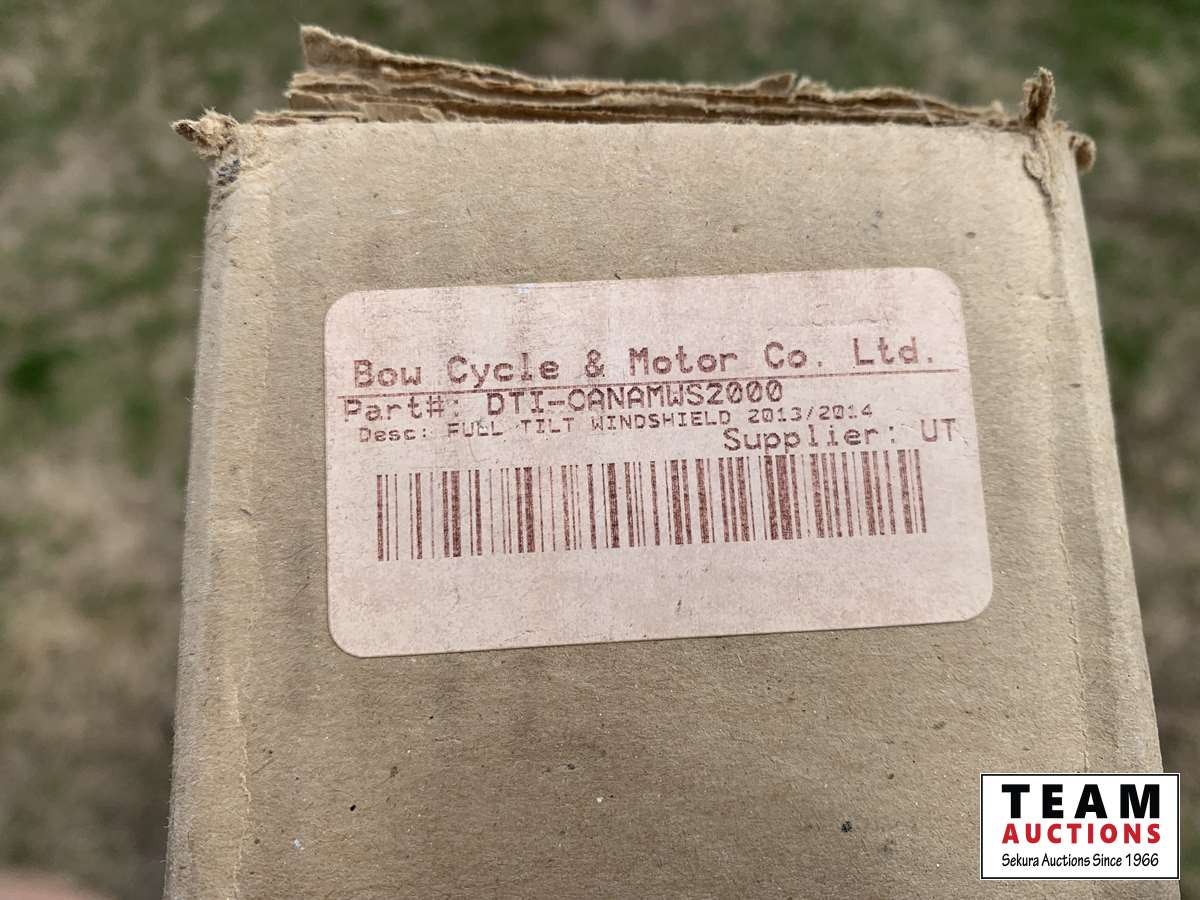 Bow Cycle & Motor Co. Ltd.
Part#: DTI-CANAMWS2000
Desc: FULL TILT WINDSHIELD 2013/2014
Supplier: UT
TEAM
AUCTIONS
Sekura Auctions Since 1966